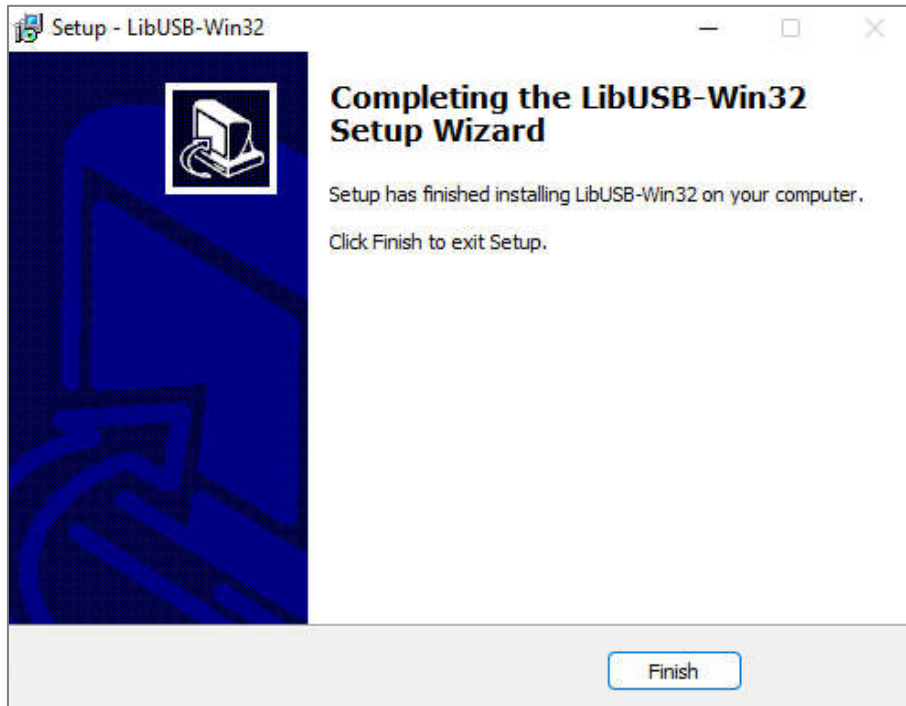 Setup - LibUSB-Win32
Completing the LibUSB-Win32
Setup Wizard
Setup has finished installing LibUSB-Win32 on your computer.
Click Finish to exit Setup.
Finish